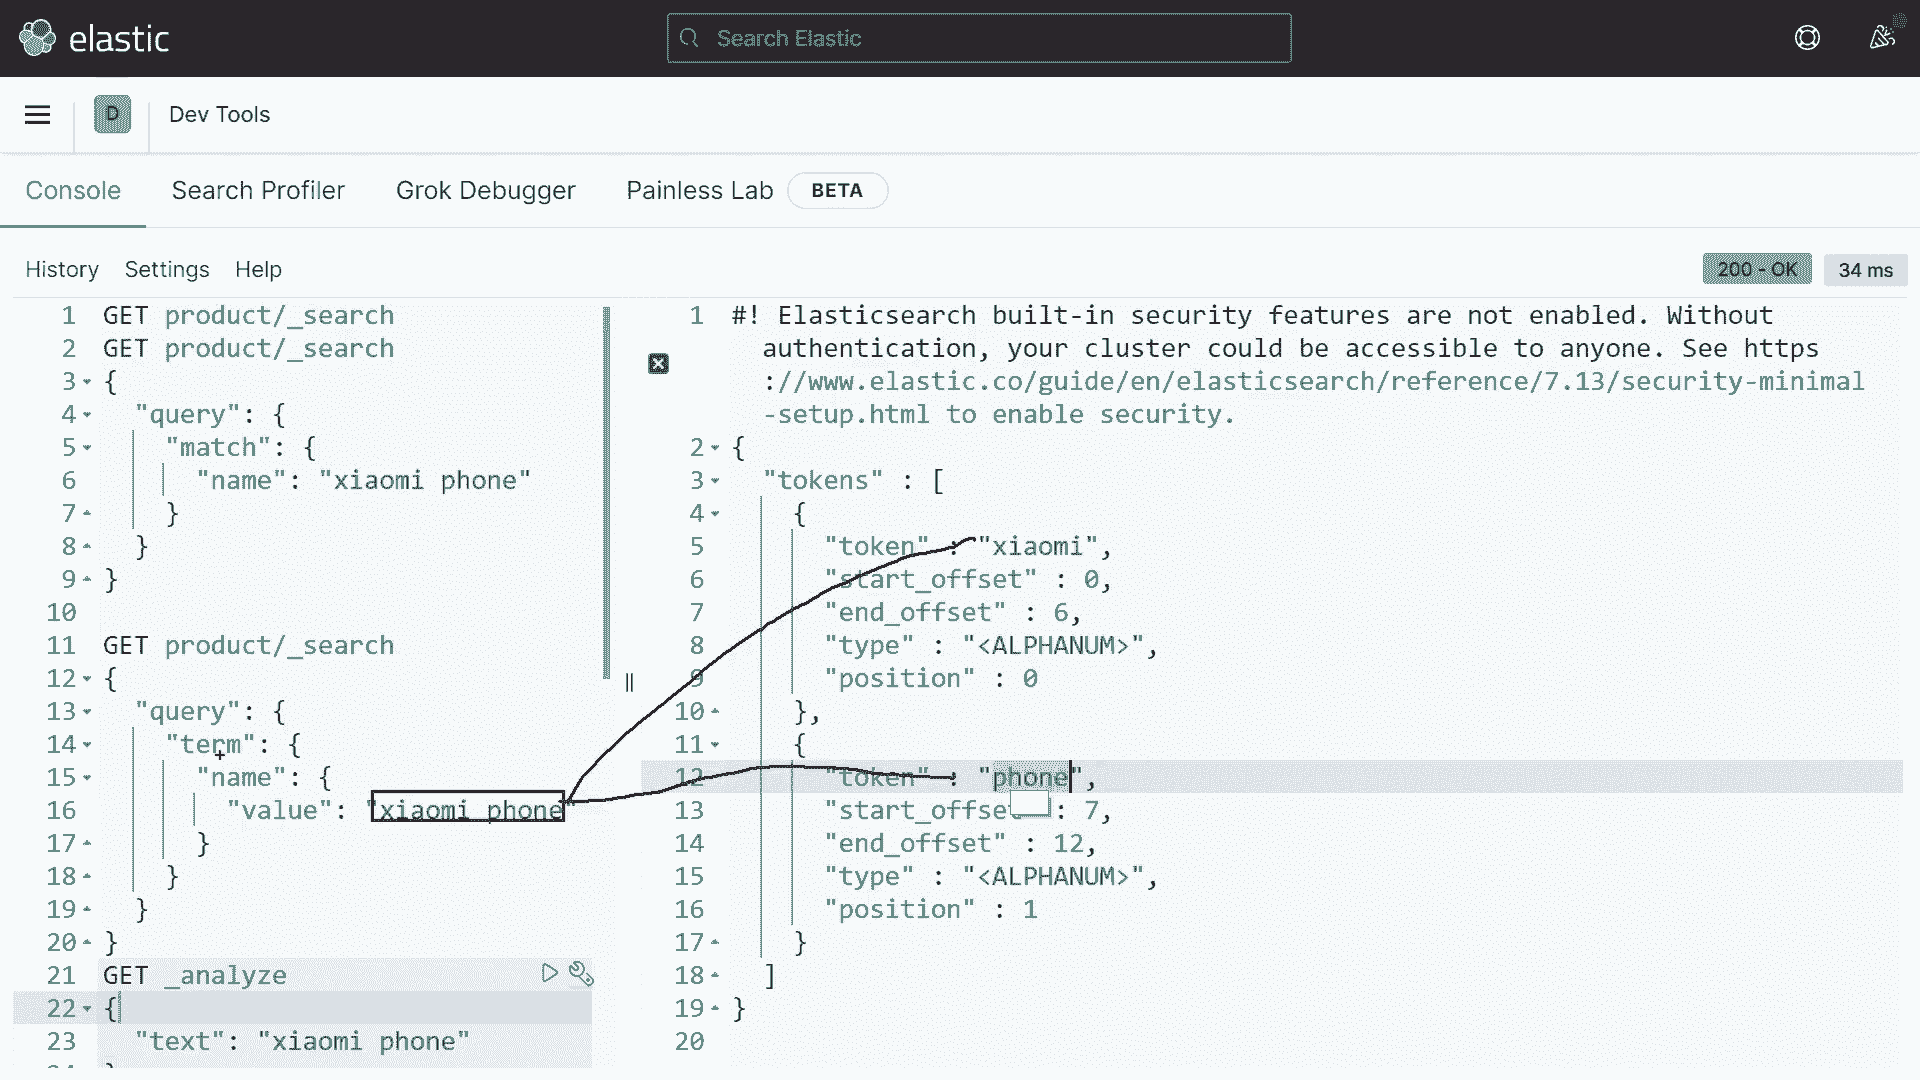 elastic
Search Elastic
D
Dev Tools
Console Search Profiler Grok Debugger Painless Lab BETA
History Settings Help
200 - OK 34 ms
1 GET product/_search
2 GET product/_search
3 {
4 "query": {
5 "match": {
6 "name": "xiaomi phone"
7 }
8 }
9 }
10
11 GET product/_search
12 {
13 "query": {
14 "term": {
15 "name": {
16 "value": "xiaomi phone"
17 }
18 }
19 }
20 }
21 GET _analyze
22 {
23 "text": "xiaomi phone"
1 #! Elasticsearch built-in security features are not enabled. Without
authentication, your cluster could be accessible to anyone. See https
://www.elastic.co/guide/en/elasticsearch/reference/7.13/security-minimal
-setup.html to enable security.
2 {
3 "tokens" : [
4 {
5 "token" : "xiaomi",
6 "start_offset" : 0,
7 "end_offset" : 6,
8 "type" : "<ALPHANUM>",
9 "position" : 0
10 },
11 {
12 "token" : "phone",
13 "start_offset" : 7,
14 "end_offset" : 12,
15 "type" : "<ALPHANUM>",
16 "position" : 1
17 }
18 ]
19 }
20